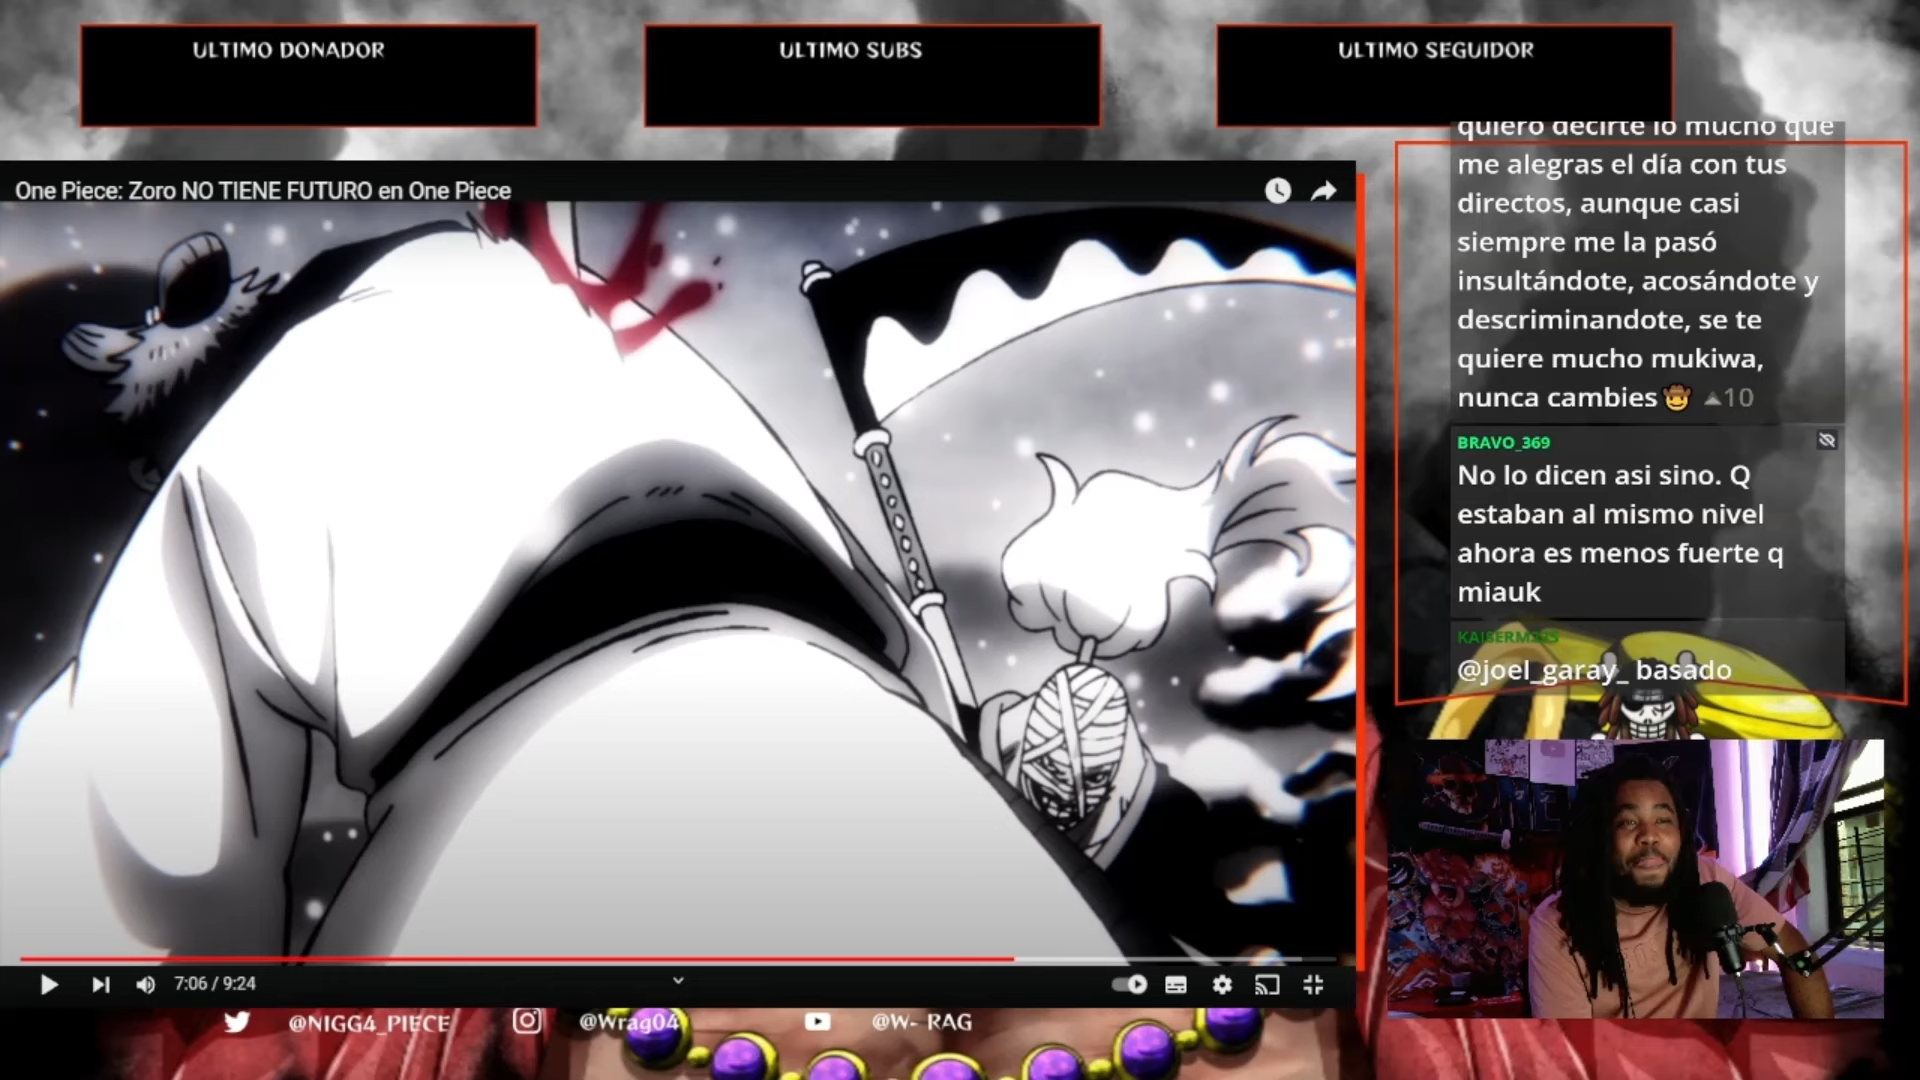 ULTIMO DONADOR
ULTIMO SUBS
ULTIMO SEGUIDOR
One Piece: Zoro NO TIENE FUTURO en One Piece
quiero decirte lo mucho que
me alegras el día con tus
directos, aunque casi
siempre me la pasó
insultándote, acosándote y
descriminandote, se te
quiere mucho mukiwa,
nunca cambies🤠 10
BRAVO_369
No lo dicen asi sino. Q
estaban al mismo nivel
ahora es menos fuerte q
miauk
@joel_garay_ basado
7:06 / 9:24
@NIGG4_PIECE
@Wrag04
@W- RAG